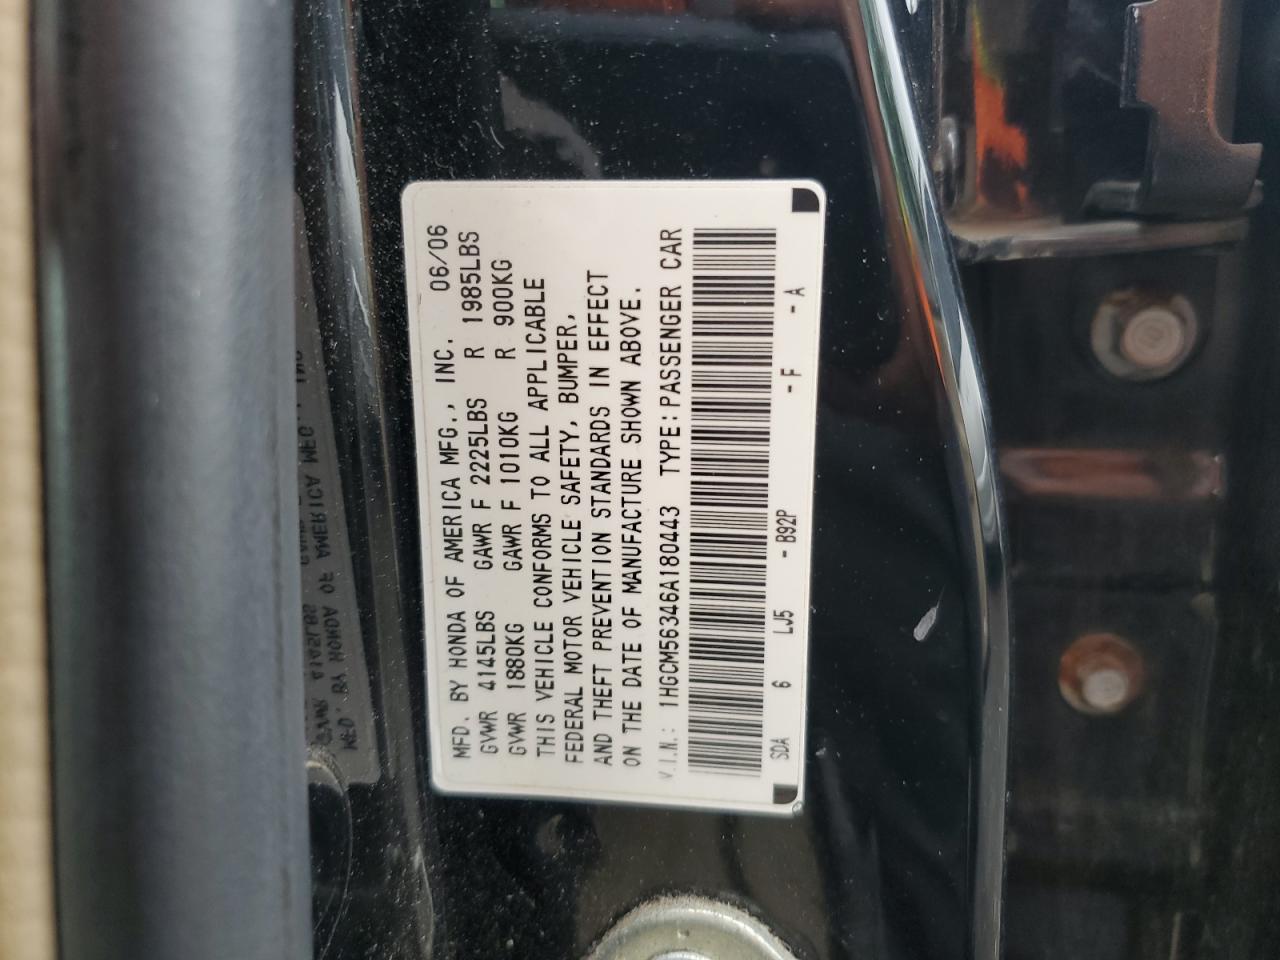 MFD. BY HONDA OF AMERICA MFG., INC. 06/06
GVWR 4145LBS GAWR F 2225LBS R 1985LBS
GVWR 1880KG GAWR F 1010KG R 900KG
THIS VEHICLE CONFORMS TO ALL APPLICABLE
FEDERAL MOTOR VEHICLE SAFETY, BUMPER,
AND THEFT PREVENTION STANDARDS IN EFFECT
ON THE DATE OF MANUFACTURE SHOWN ABOVE.
V.I.N.: 1HGCM56346A180443 TYPE:PASSENGER CAR
SDA 6 LJ5 - B92P - F - A